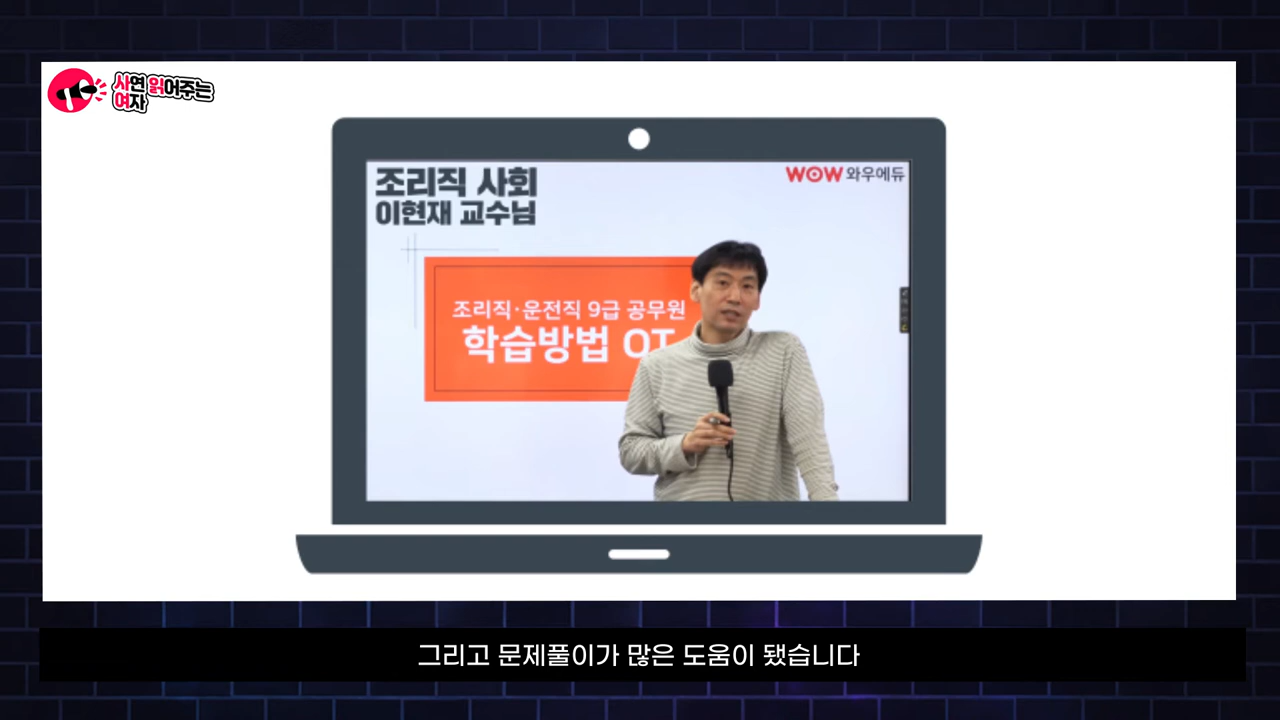 사연 읽어주는
여자
조리직 사회
이현재 교수님
WOW 와우에듀
조리직·운전직 9급 공무원
학습방법 OT
그리고 문제풀이가 많은 도움이 됐습니다